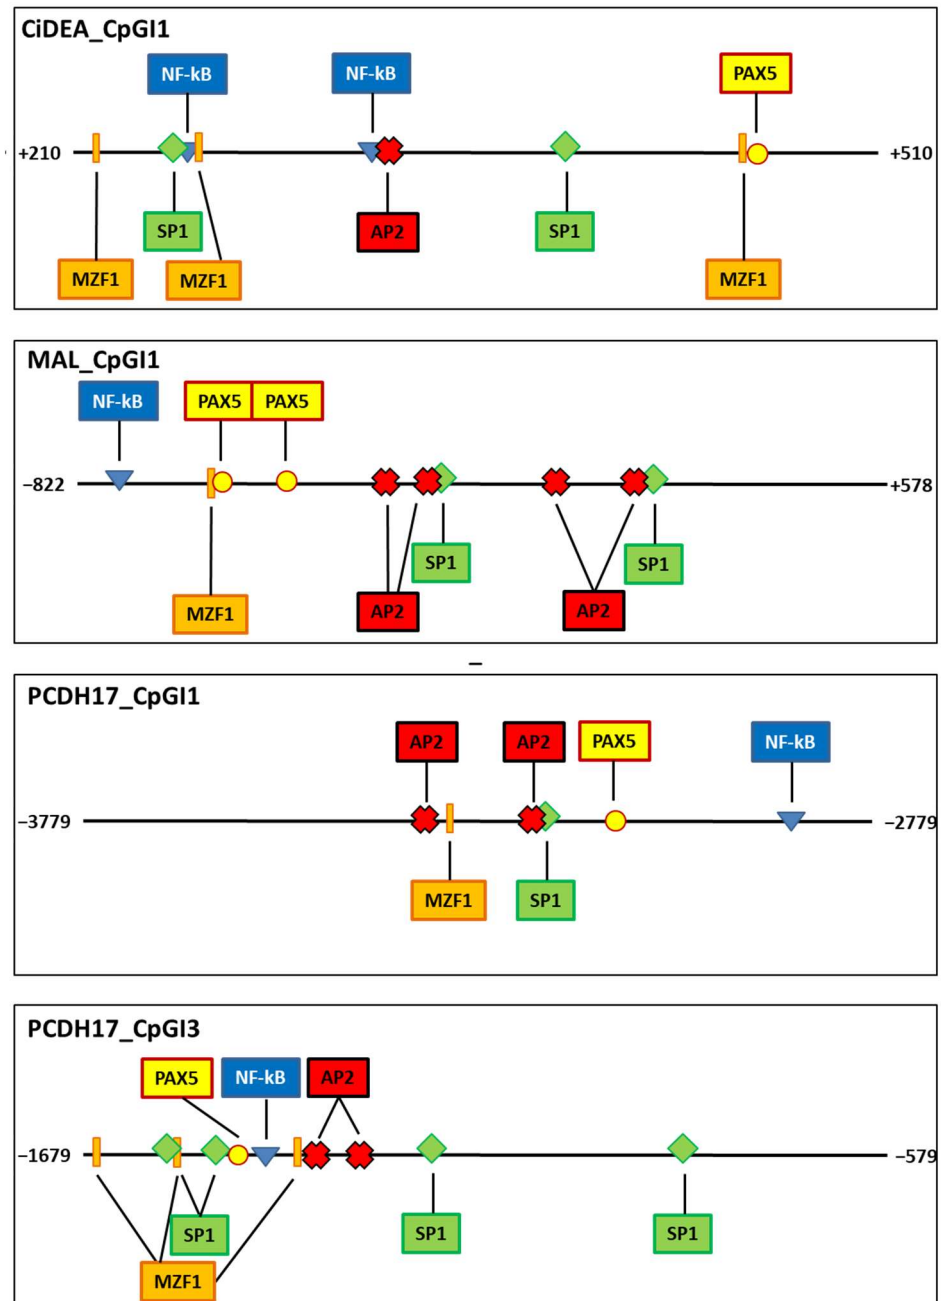 CiDEA_CpGI1
NF-kB NF-kB PAX5
+210 +510
SP1 AP2 SP1
MZF1 MZF1 MZF1
MAL_CpGI1
NF-kB PAX5 PAX5
−822 +578
SP1 SP1
MZF1 AP2 AP2
–
PCDH17_CpGI1
AP2 AP2 PAX5 NF-kB
−3779 −2779
MZF1 SP1
PCDH17_CpGI3
PAX5 NF-kB AP2
−1679 −579
SP1 SP1 SP1
MZF1